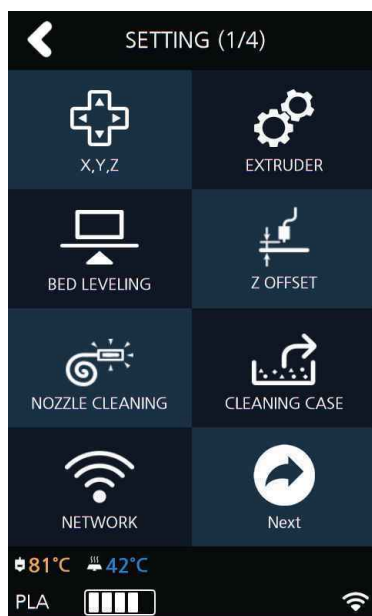 SETTING (1/4)
X,Y,Z
EXTRUDER
BED LEVELING
Z OFFSET
NOZZLE CLEANING
CLEANING CASE
NETWORK
Next
81°C 42°C
PLA